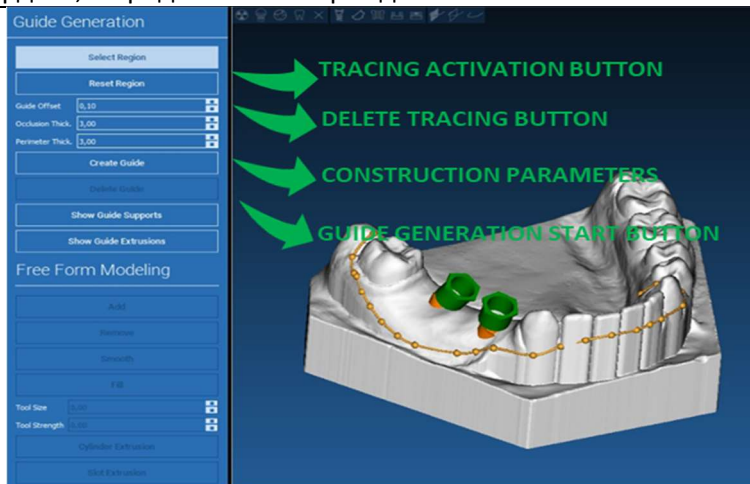 Guide Generation
Select Region
Reset Region
Guide Offset 0,10
Occlusion Thick. 3,00
Perimeter Thick. 3,00
Create Guide
Delete Guide
Show Guide Supports
Show Guide Extrusions
Free Form Modeling
Add
Remove
Smooth
Fill
Tool Size
Tool Strength
Cylinder Extrusion
Slot Extrusion
TRACING ACTIVATION BUTTON
DELETE TRACING BUTTON
CONSTRUCTION PARAMETERS
GUIDE GENERATION START BUTTON